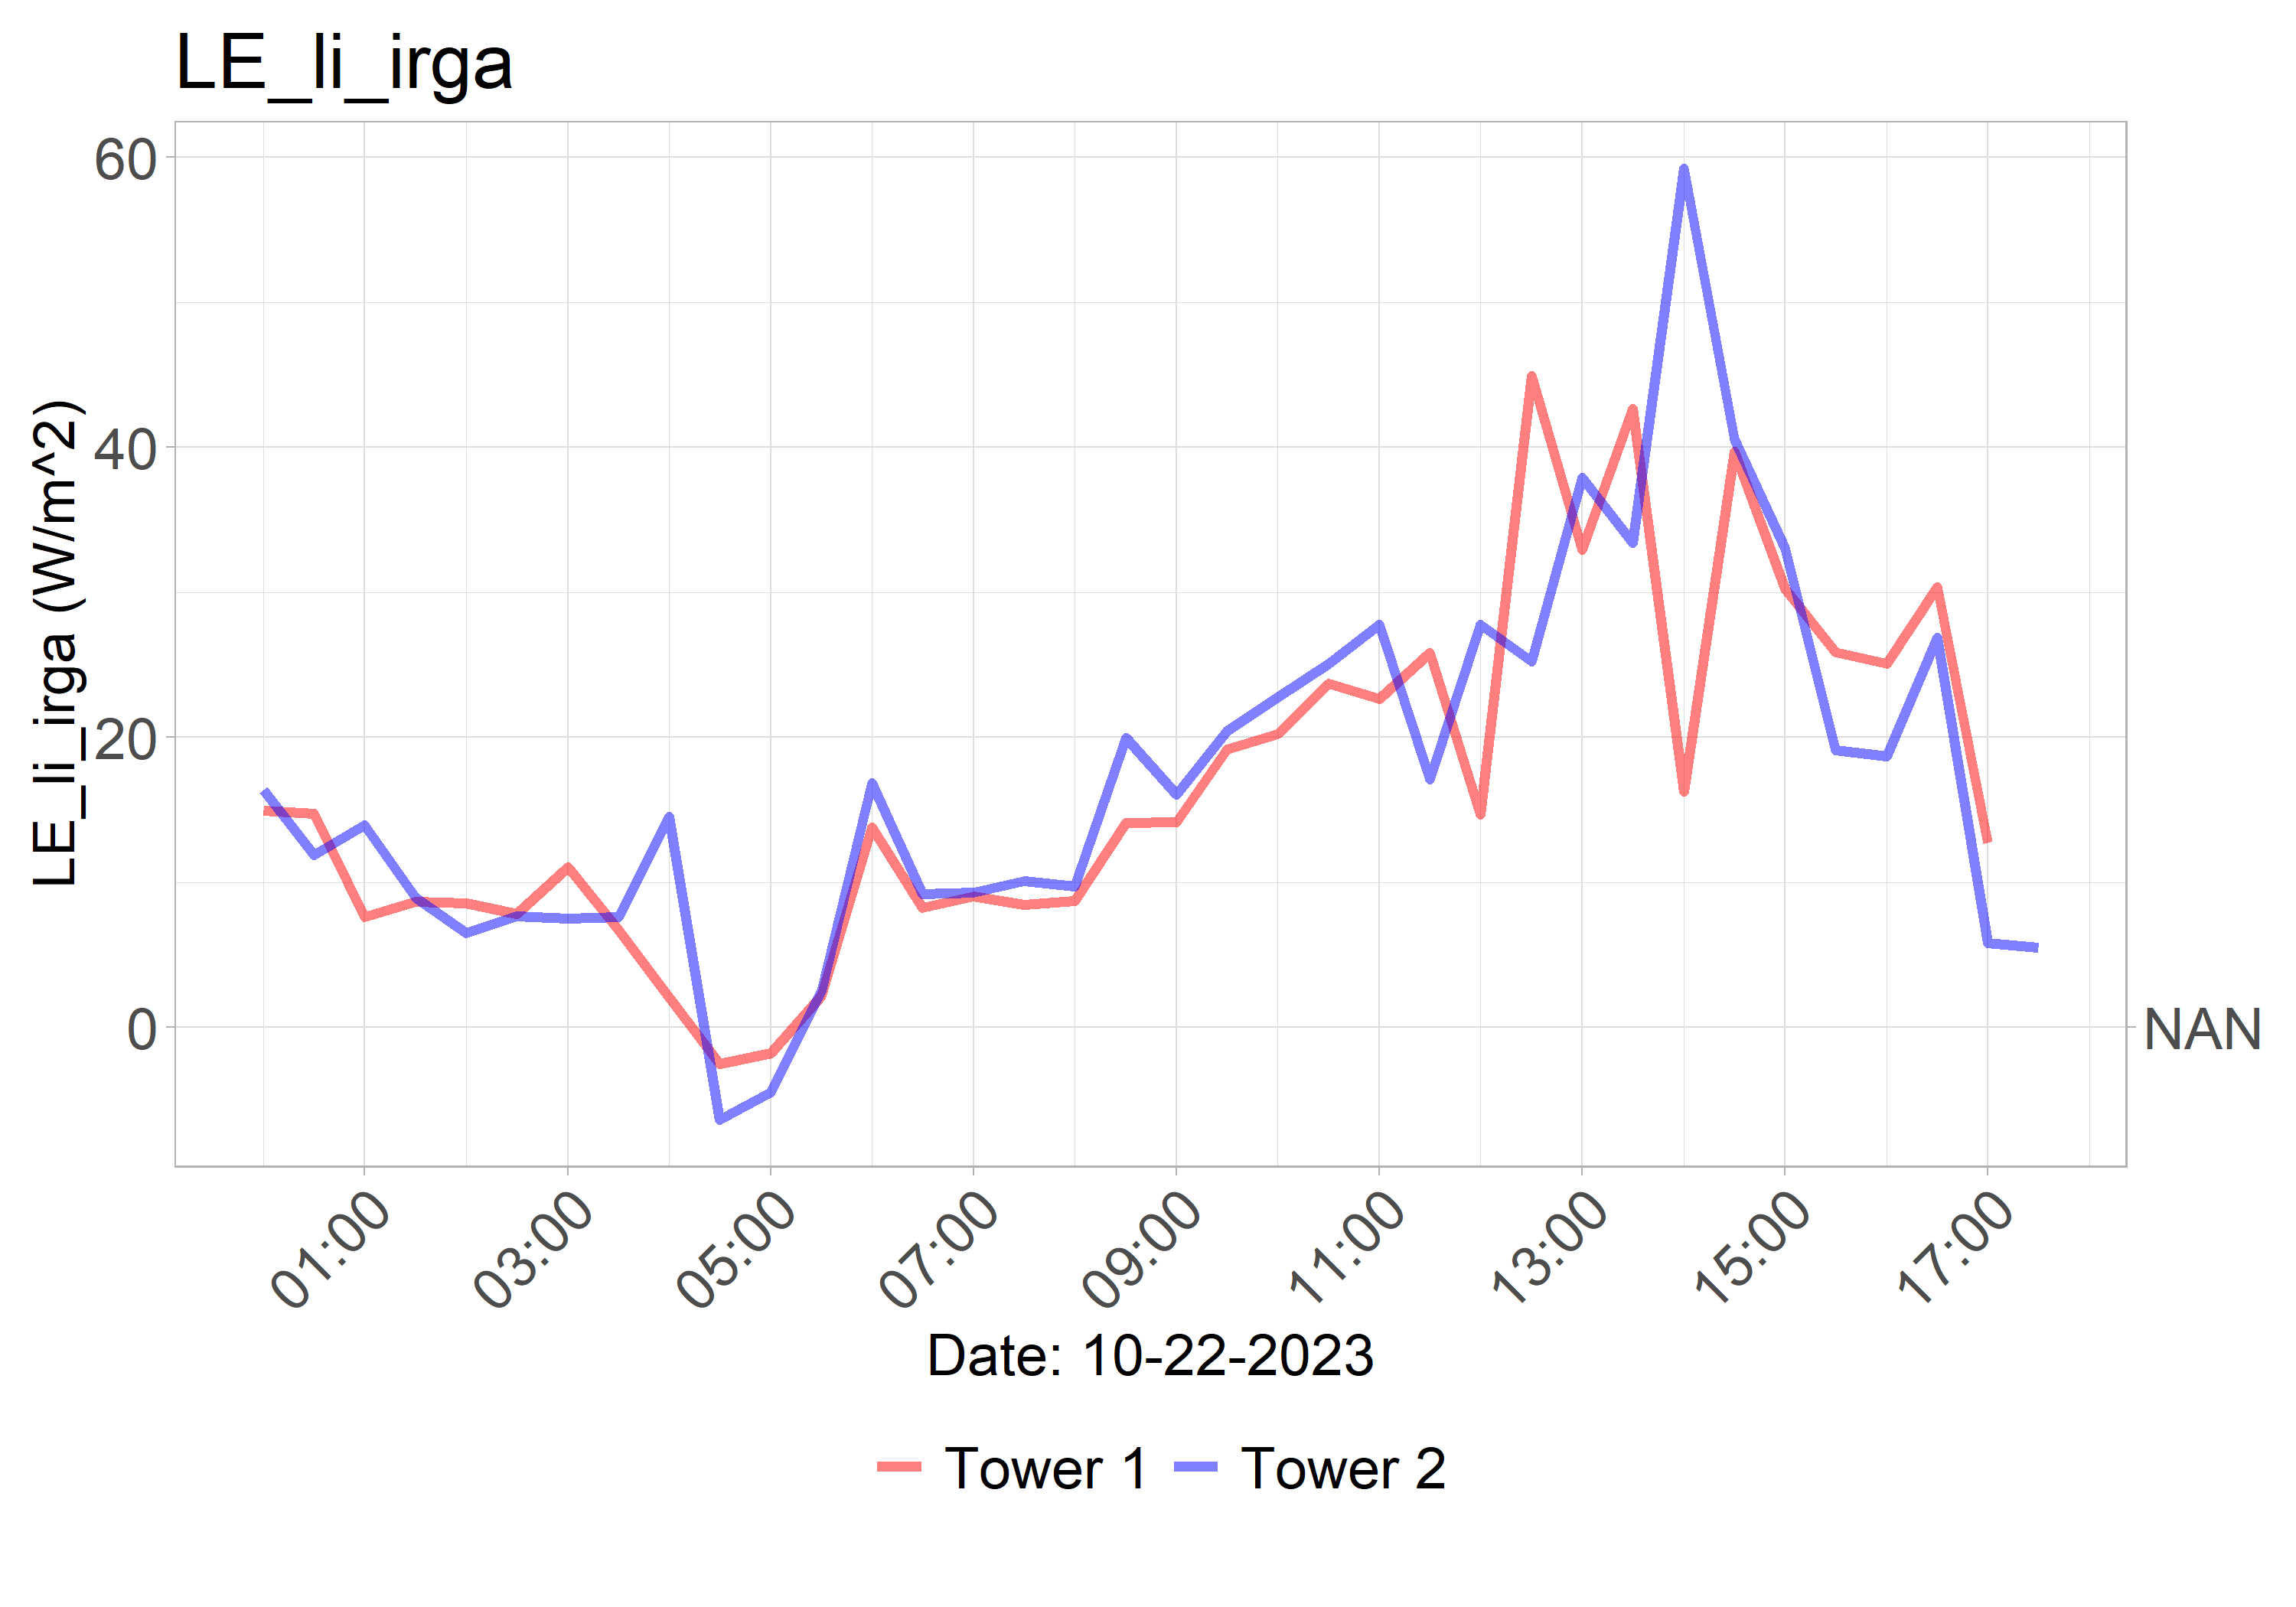 LE_li_irga
LE_li_irga (W/m^2)
60
40
20
0
NAN
01:00 03:00 05:00 07:00 09:00 11:00 13:00 15:00 17:00
Date: 10-22-2023
Tower 1 Tower 2